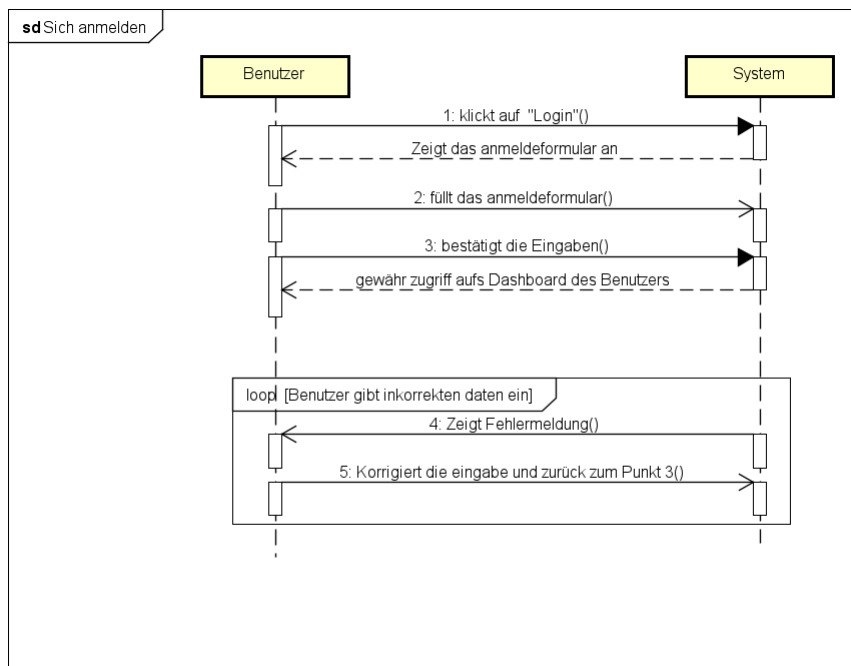 sd Sich anmelden
Benutzer
System
1: klickt auf "Login"()
Zeigt das anmeldeformular an
2: füllt das anmeldeformular()
3: bestätigt die Eingaben()
gewähr zugriff aufs Dashboard des Benutzers
loop [Benutzer gibt inkorrekten daten ein]
4: Zeigt Fehlermeldung()
5: Korrigiert die eingabe und zurück zum Punkt 3()